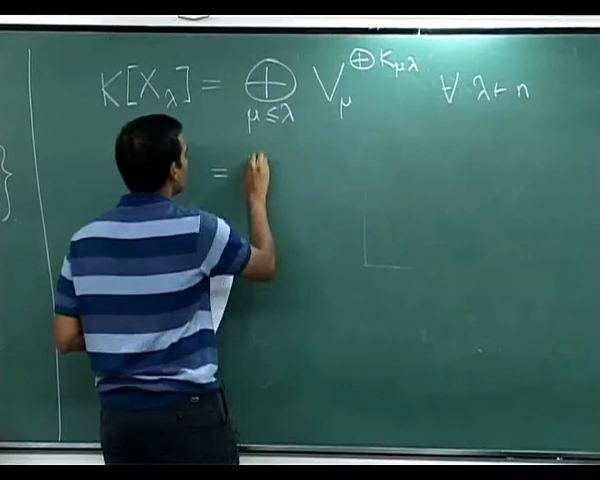 K[X_λ] = ⊕_{μ≤λ} V_μ^{⊕ K_{μλ}} ∀ λ ⊢ n
} =